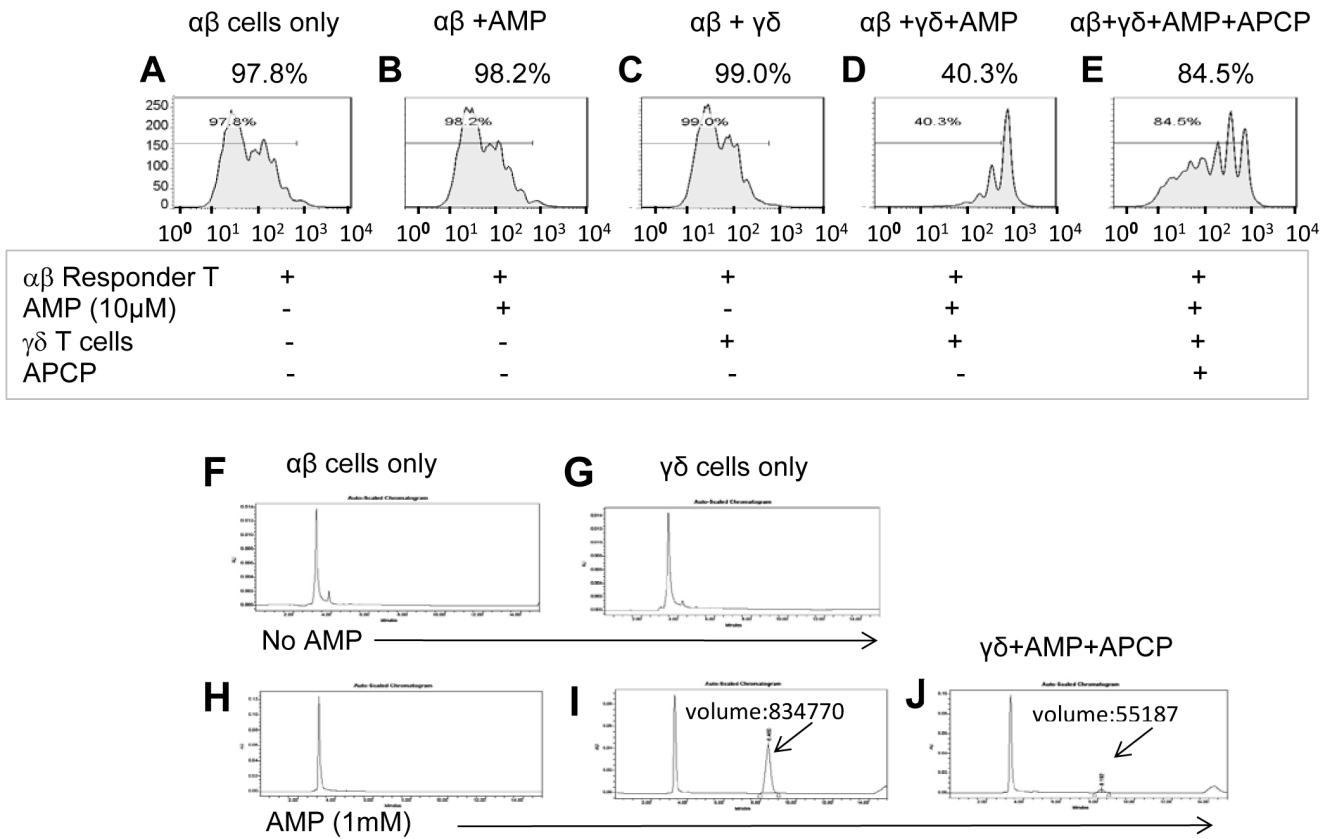 αβ cells only αβ +AMP αβ + γδ αβ +γδ+AMP αβ+γδ+AMP+APCP
A 97.8% B 98.2% C 99.0% D 40.3% E 84.5%
250
200
150
100
50
0
97.8% 98.2% 99.0% 40.3% 84.5%
10⁰ 10¹ 10² 10³ 10⁴ 10⁰ 10¹ 10² 10³ 10⁴ 10⁰ 10¹ 10² 10³ 10⁴ 10⁰ 10¹ 10² 10³ 10⁴ 10⁰ 10¹ 10² 10³ 10⁴
αβ Responder T + + + + +
AMP (10µM) - + - + +
γδ T cells - - + + +
APCP - - - - +
F αβ cells only G γδ cells only
Auto-Scaled Chromatogram Auto-Scaled Chromatogram
Minutes Minutes
No AMP
γδ+AMP+APCP
H I J
Auto-Scaled Chromatogram Auto-Scaled Chromatogram Auto-Scaled Chromatogram
volume:834770 volume:55187
Minutes Minutes Minutes
AMP (1mM)